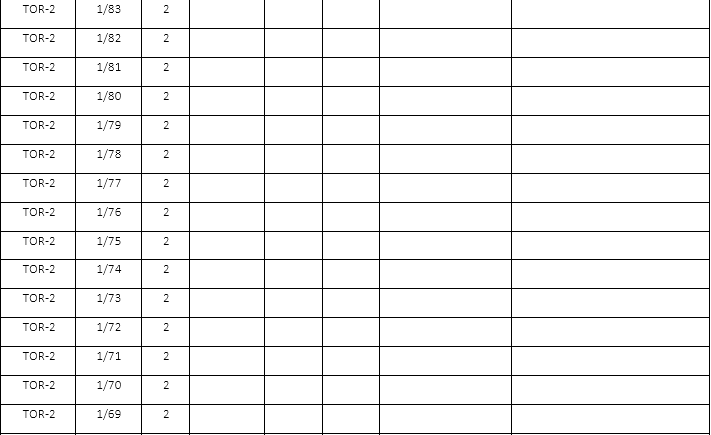 TOR-2 1/83 2
TOR-2 1/82 2
TOR-2 1/81 2
TOR-2 1/80 2
TOR-2 1/79 2
TOR-2 1/78 2
TOR-2 1/77 2
TOR-2 1/76 2
TOR-2 1/75 2
TOR-2 1/74 2
TOR-2 1/73 2
TOR-2 1/72 2
TOR-2 1/71 2
TOR-2 1/70 2
TOR-2 1/69 2